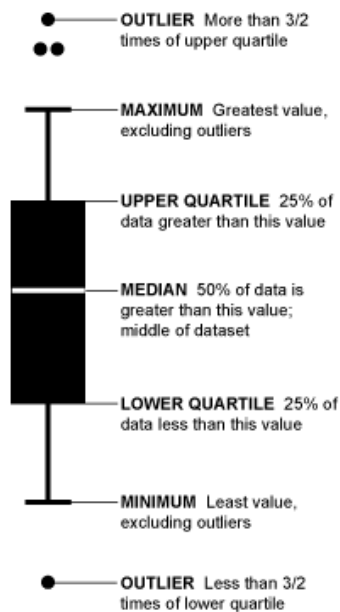 OUTLIER More than 3/2
times of upper quartile
MAXIMUM Greatest value,
excluding outliers
UPPER QUARTILE 25% of
data greater than this value
MEDIAN 50% of data is
greater than this value;
middle of dataset
LOWER QUARTILE 25% of
data less than this value
MINIMUM Least value,
excluding outliers
OUTLIER Less than 3/2
times of lower quartile